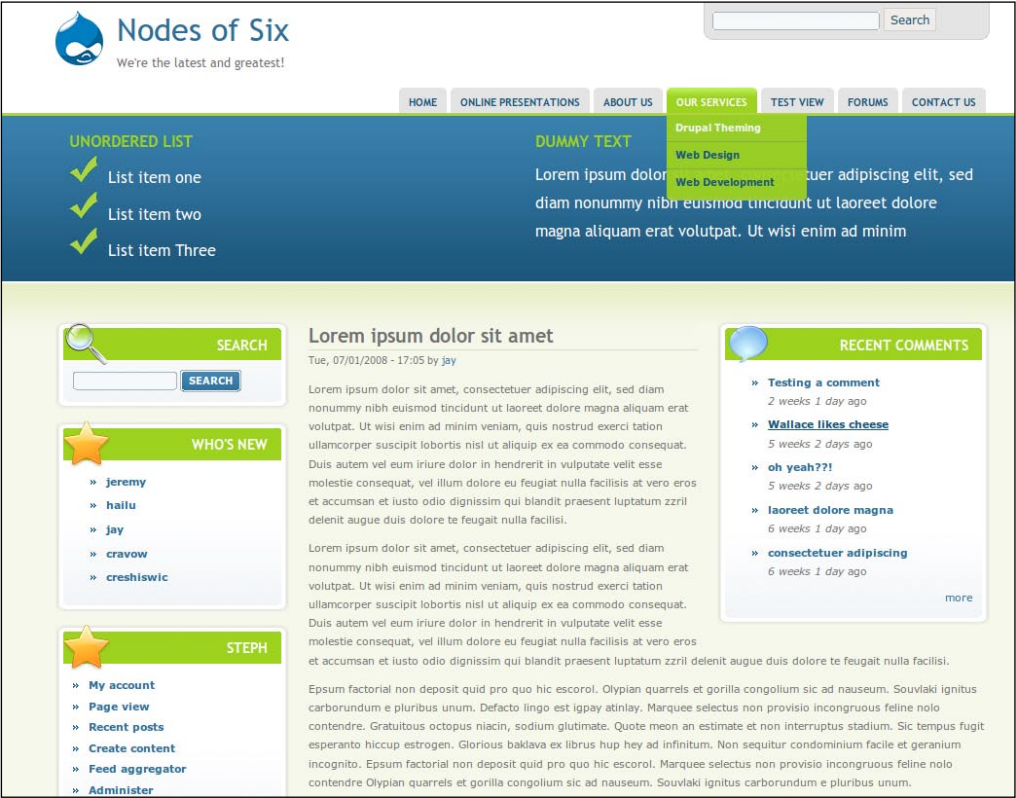 Nodes of Six
We're the latest and greatest!
Search
HOME
ONLINE PRESENTATIONS
ABOUT US
OUR SERVICES
TEST VIEW
FORUMS
CONTACT US
Drupal Theming
Web Design
Web Development
UNORDERED LIST
List item one
List item two
List item Three
DUMMY TEXT
Lorem ipsum dolor tuer adipiscing elit, sed
diam nonummy nibh euismod tincidunt ut laoreet dolore
magna aliquam erat volutpat. Ut wisi enim ad minim
SEARCH
SEARCH
WHO'S NEW
» jeremy
» hailu
» jay
» cravow
» creshiswic
STEPH
» My account
» Page view
» Recent posts
» Create content
» Feed aggregator
» Administer
Lorem ipsum dolor sit amet
Tue, 07/01/2008 - 17:05 by jay
Lorem ipsum dolor sit amet, consectetuer adipiscing elit, sed diam
nonummy nibh euismod tincidunt ut laoreet dolore magna aliquam erat
volutpat. Ut wisi enim ad minim veniam, quis nostrud exerci tation
ullamcorper suscipit lobortis nisl ut aliquip ex ea commodo consequat.
Duis autem vel eum iriure dolor in hendrerit in vulputate velit esse
molestie consequat, vel illum dolore eu feugiat nulla facilisis at vero eros
et accumsan et iusto odio dignissim qui blandit praesent luptatum zzril
delenit augue duis dolore te feugait nulla facilisi.
Lorem ipsum dolor sit amet, consectetuer adipiscing elit, sed diam
nonummy nibh euismod tincidunt ut laoreet dolore magna aliquam erat
volutpat. Ut wisi enim ad minim veniam, quis nostrud exerci tation
ullamcorper suscipit lobortis nisl ut aliquip ex ea commodo consequat.
Duis autem vel eum iriure dolor in hendrerit in vulputate velit esse
molestie consequat, vel illum dolore eu feugiat nulla facilisis at vero eros
et accumsan et iusto odio dignissim qui blandit praesent luptatum zzril delenit augue duis dolore te feugait nulla facilisi.
Epsum factorial non deposit quid pro quo hic escorol. Olypian quarrels et gorilla congolium sic ad nauseum. Souvlaki ignitus
carborundum e pluribus unum. Defacto lingo est igpay atinlay. Marquee selectus non provisio incongruous feline nolo
contendre. Gratuitous octopus niacin, sodium glutimate. Quote meon an estimate et non interruptus stadium. Sic tempus fugit
esperanto hiccup estrogen. Glorious baklava ex librus hup hey ad infinitum. Non sequitur condominium facile et geranium
incognito. Epsum factorial non deposit quid pro quo hic escorol. Marquee selectus non provisio incongruous feline nolo
contendre Olypian quarrels et gorilla congolium sic ad nauseum. Souvlaki ignitus carborundum e pluribus unum.
RECENT COMMENTS
» Testing a comment
2 weeks 1 day ago
» Wallace likes cheese
5 weeks 2 days ago
» oh yeah??!
5 weeks 2 days ago
» laoreet dolore magna
6 weeks 1 day ago
» consectetuer adipiscing
6 weeks 1 day ago
more